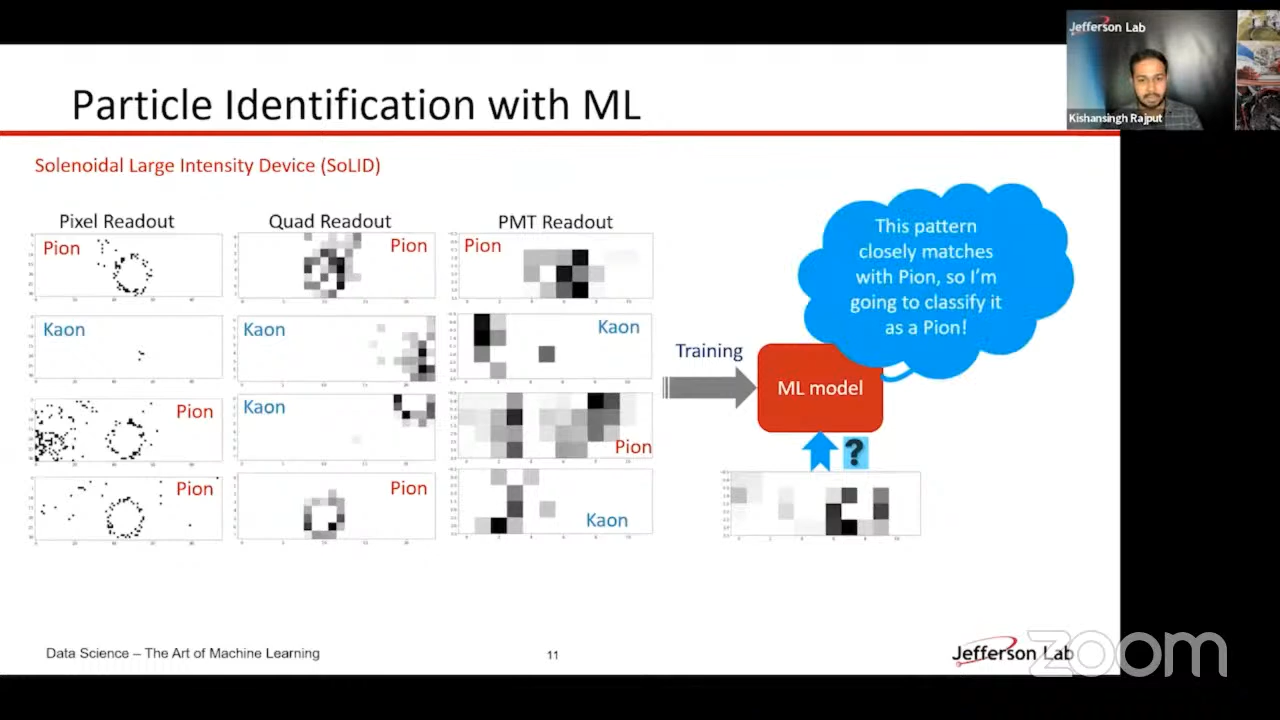 Jefferson Lab
Kishansingh Rajput
Particle Identification with ML
Solenoidal Large Intensity Device (SoLID)
Pixel Readout
Quad Readout
PMT Readout
Pion
Pion
Pion
Kaon
Kaon
Kaon
Pion
Kaon
Pion
Pion
Pion
Kaon
Training
ML model
This pattern
closely matches
with Pion, so I'm
going to classify it
as a Pion!
?
Data Science – The Art of Machine Learning
11
Jefferson Lab
zoom